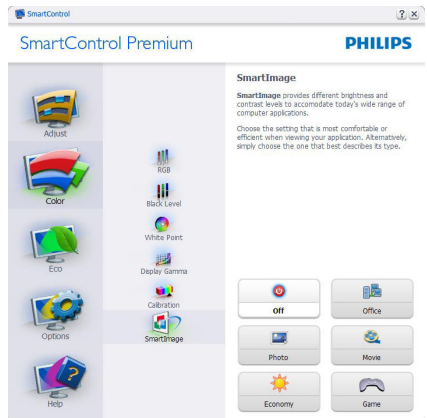 SmartControl
SmartControl Premium
PHILIPS
Adjust
Color
Eco
Options
Help
RGB
Black Level
White Point
Display Gamma
Calibration
SmartImage
SmartImage
SmartImage provides different brightness and
contrast levels to accomodate today's wide range of
computer applications.
Choose the setting that is most comfortable or
efficient when viewing your application. Alternatively,
simply choose the one that best describes its type.
Off
Office
Photo
Movie
Economy
Game